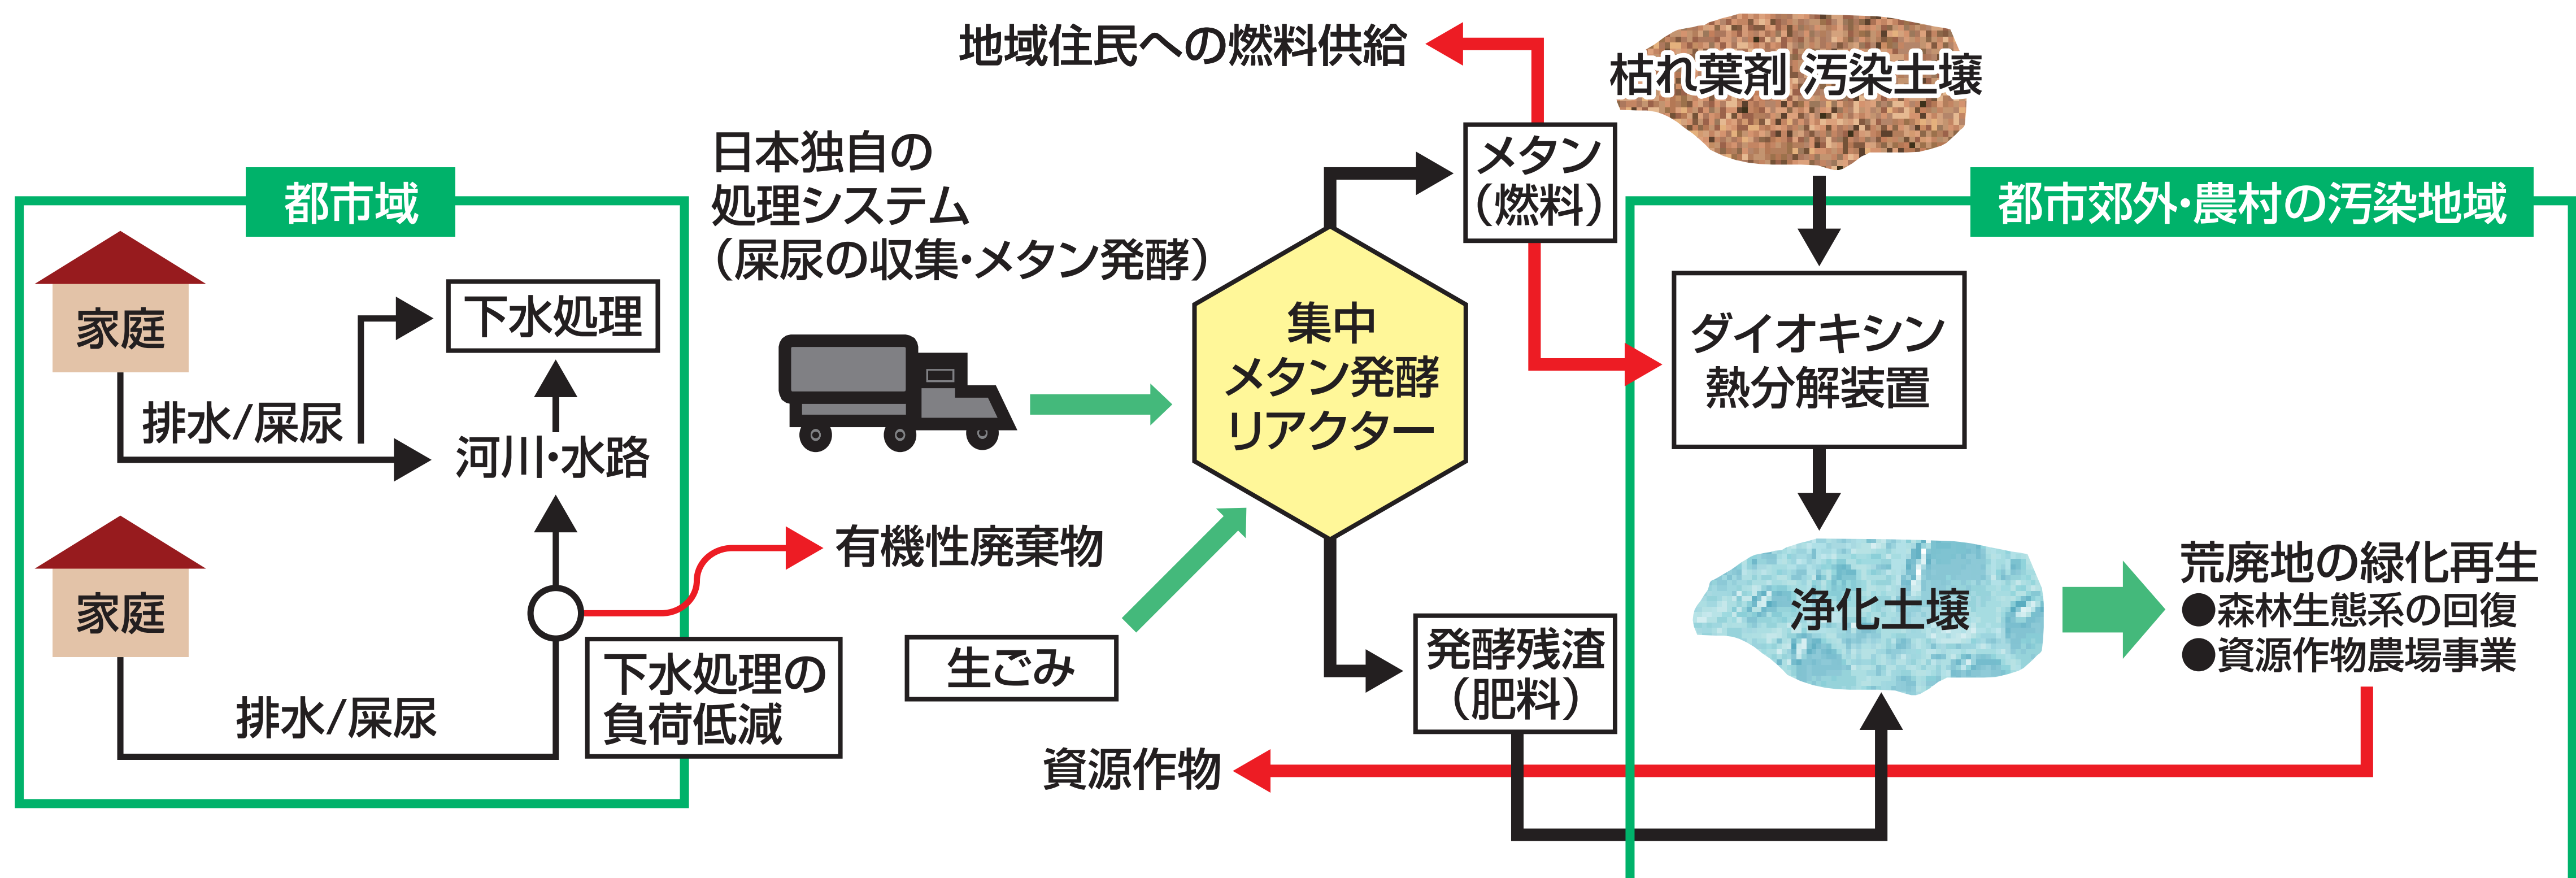 地域住民への燃料供給
枯れ葉剤 汚染土壌
日本独自の
処理システム
（屎尿の収集・メタン発酵）
メタン
（燃料）
都市域
都市郊外・農村の汚染地域
家庭
下水処理
排水/屎尿
河川・水路
集中
メタン発酵
リアクター
ダイオキシン
熱分解装置
有機性廃棄物
家庭
排水/屎尿
下水処理の
負荷低減
生ごみ
発酵残渣
（肥料）
浄化土壌
荒廃地の緑化再生
●森林生態系の回復
●資源作物農場事業
資源作物